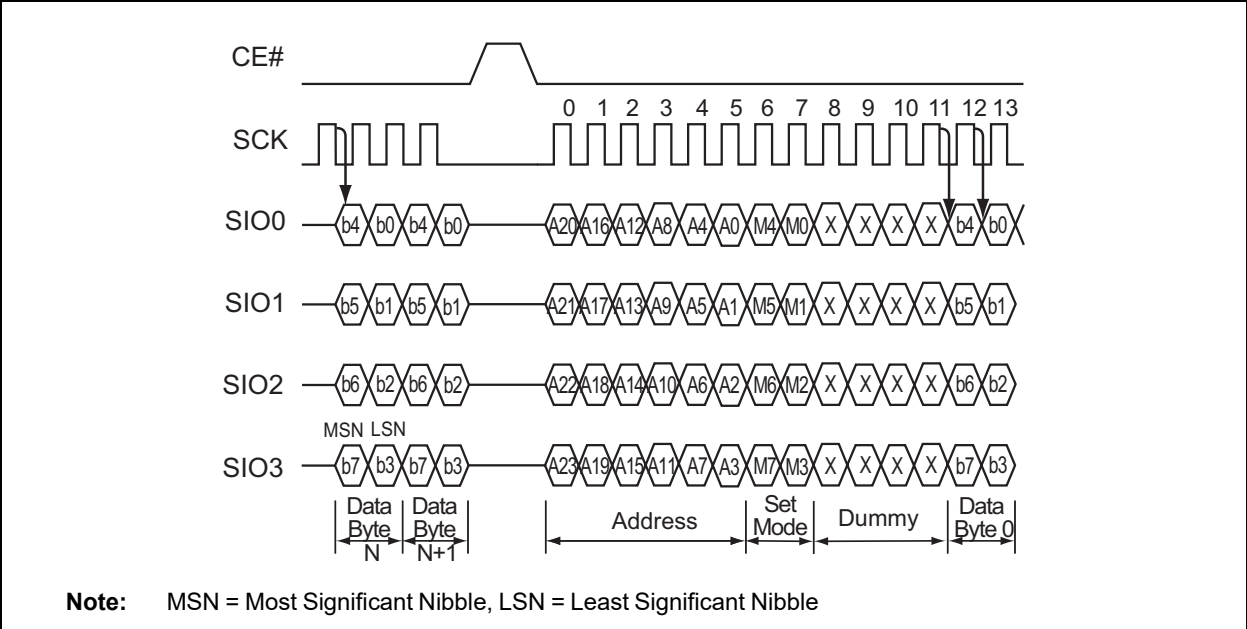 CE#
0 1 2 3 4 5 6 7 8 9 10 11 12 13
SCK
SIO0 b4 b0 b4 b0 A20 A16 A12 A8 A4 A0 M4 M0 X X X X b4 b0
SIO1 b5 b1 b5 b1 A21 A17 A13 A9 A5 A1 M5 M1 X X X X b5 b1
SIO2 b6 b2 b6 b2 A22 A18 A14 A10 A6 A2 M6 M2 X X X X b6 b2
MSN LSN
SIO3 b7 b3 b7 b3 A23 A19 A15 A11 A7 A3 M7 M3 X X X X b7 b3
Data
Byte
N
Data
Byte
N+1
Address
Set
Mode
Dummy
Data
Byte 0
Note: MSN = Most Significant Nibble, LSN = Least Significant Nibble